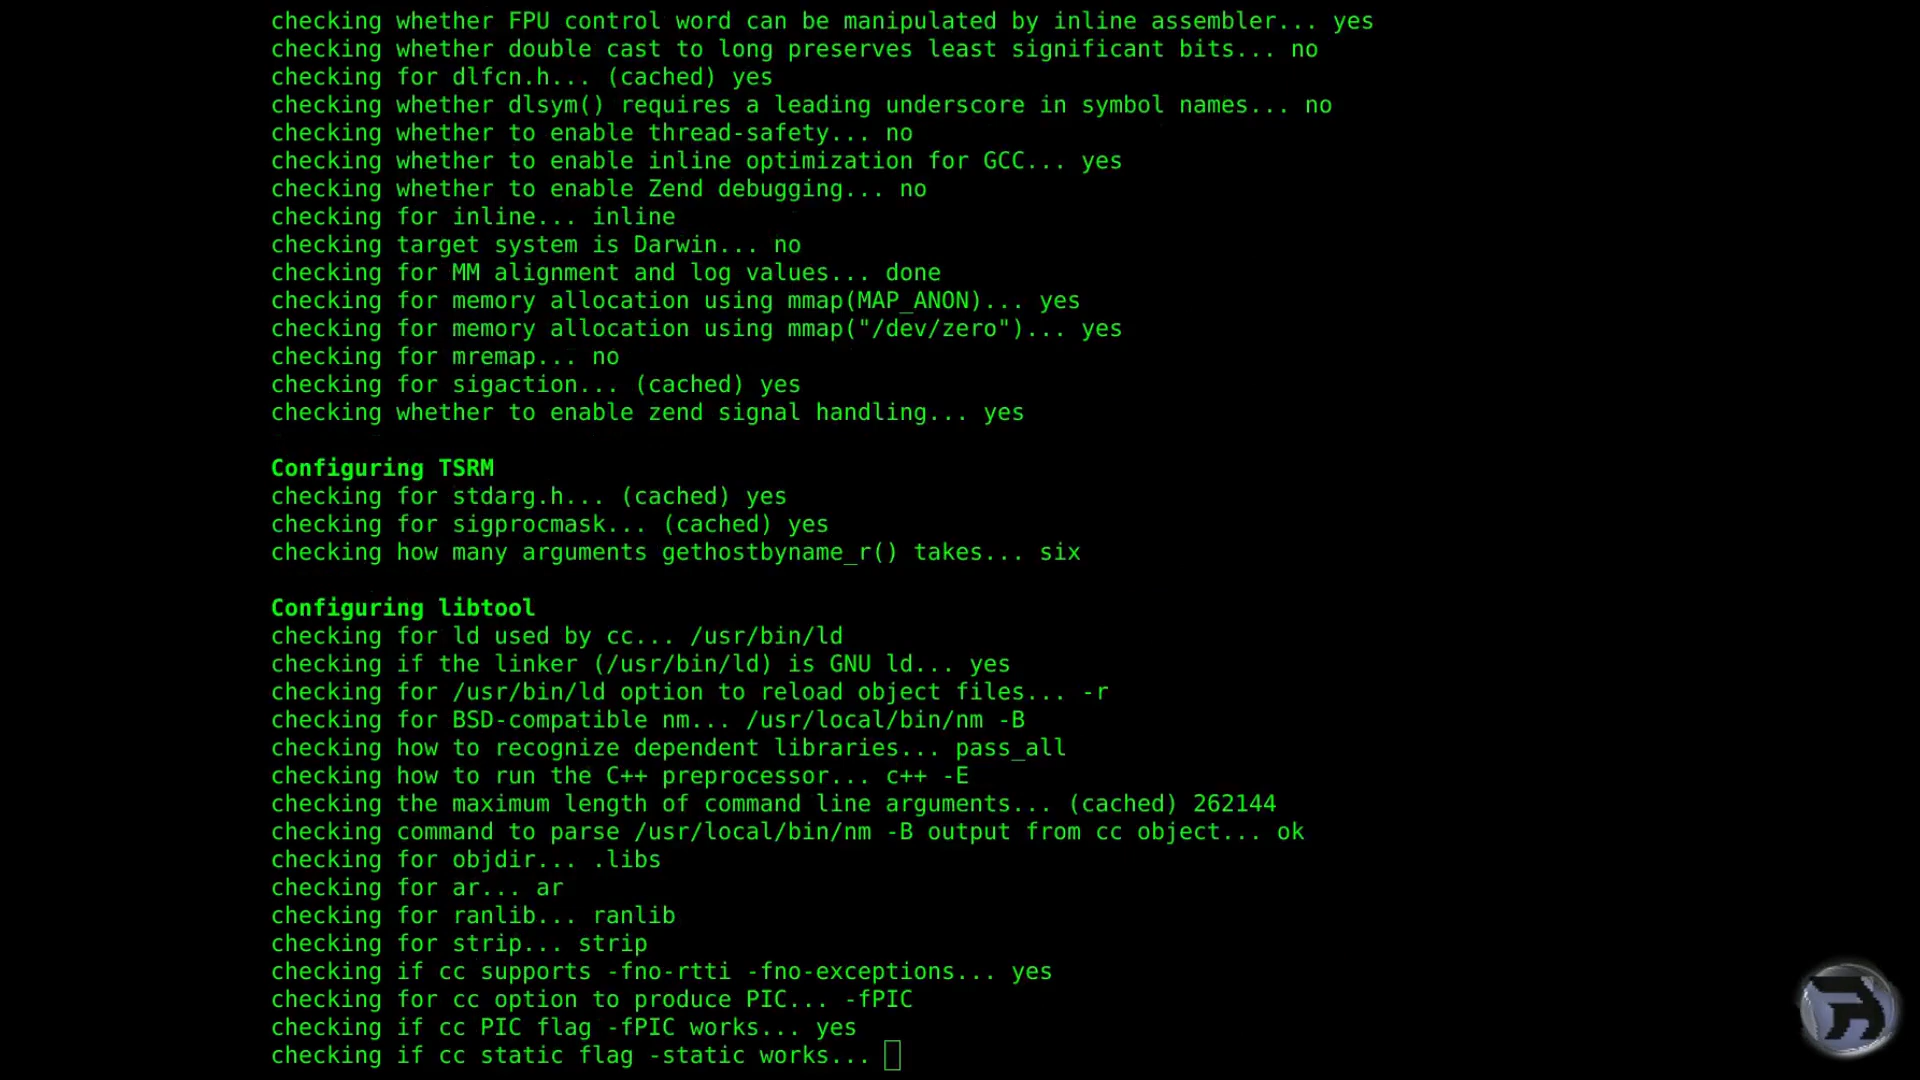 checking whether FPU control word can be manipulated by inline assembler... yes
checking whether double cast to long preserves least significant bits... no
checking for dlfcn.h... (cached) yes
checking whether dlsym() requires a leading underscore in symbol names... no
checking whether to enable thread-safety... no
checking whether to enable inline optimization for GCC... yes
checking whether to enable Zend debugging... no
checking for inline... inline
checking target system is Darwin... no
checking for MM alignment and log values... done
checking for memory allocation using mmap(MAP_ANON)... yes
checking for memory allocation using mmap("/dev/zero")... yes
checking for mremap... no
checking for sigaction... (cached) yes
checking whether to enable zend signal handling... yes
Configuring TSRM
checking for stdarg.h... (cached) yes
checking for sigprocmask... (cached) yes
checking how many arguments gethostbyname_r() takes... six
Configuring libtool
checking for ld used by cc... /usr/bin/ld
checking if the linker (/usr/bin/ld) is GNU ld... yes
checking for /usr/bin/ld option to reload object files... -r
checking for BSD-compatible nm... /usr/local/bin/nm -B
checking how to recognize dependent libraries... pass_all
checking how to run the C++ preprocessor... c++ -E
checking the maximum length of command line arguments... (cached) 262144
checking command to parse /usr/local/bin/nm -B output from cc object... ok
checking for objdir... .libs
checking for ar... ar
checking for ranlib... ranlib
checking for strip... strip
checking if cc supports -fno-rtti -fno-exceptions... yes
checking for cc option to produce PIC... -fPIC
checking if cc PIC flag -fPIC works... yes
checking if cc static flag -static works...